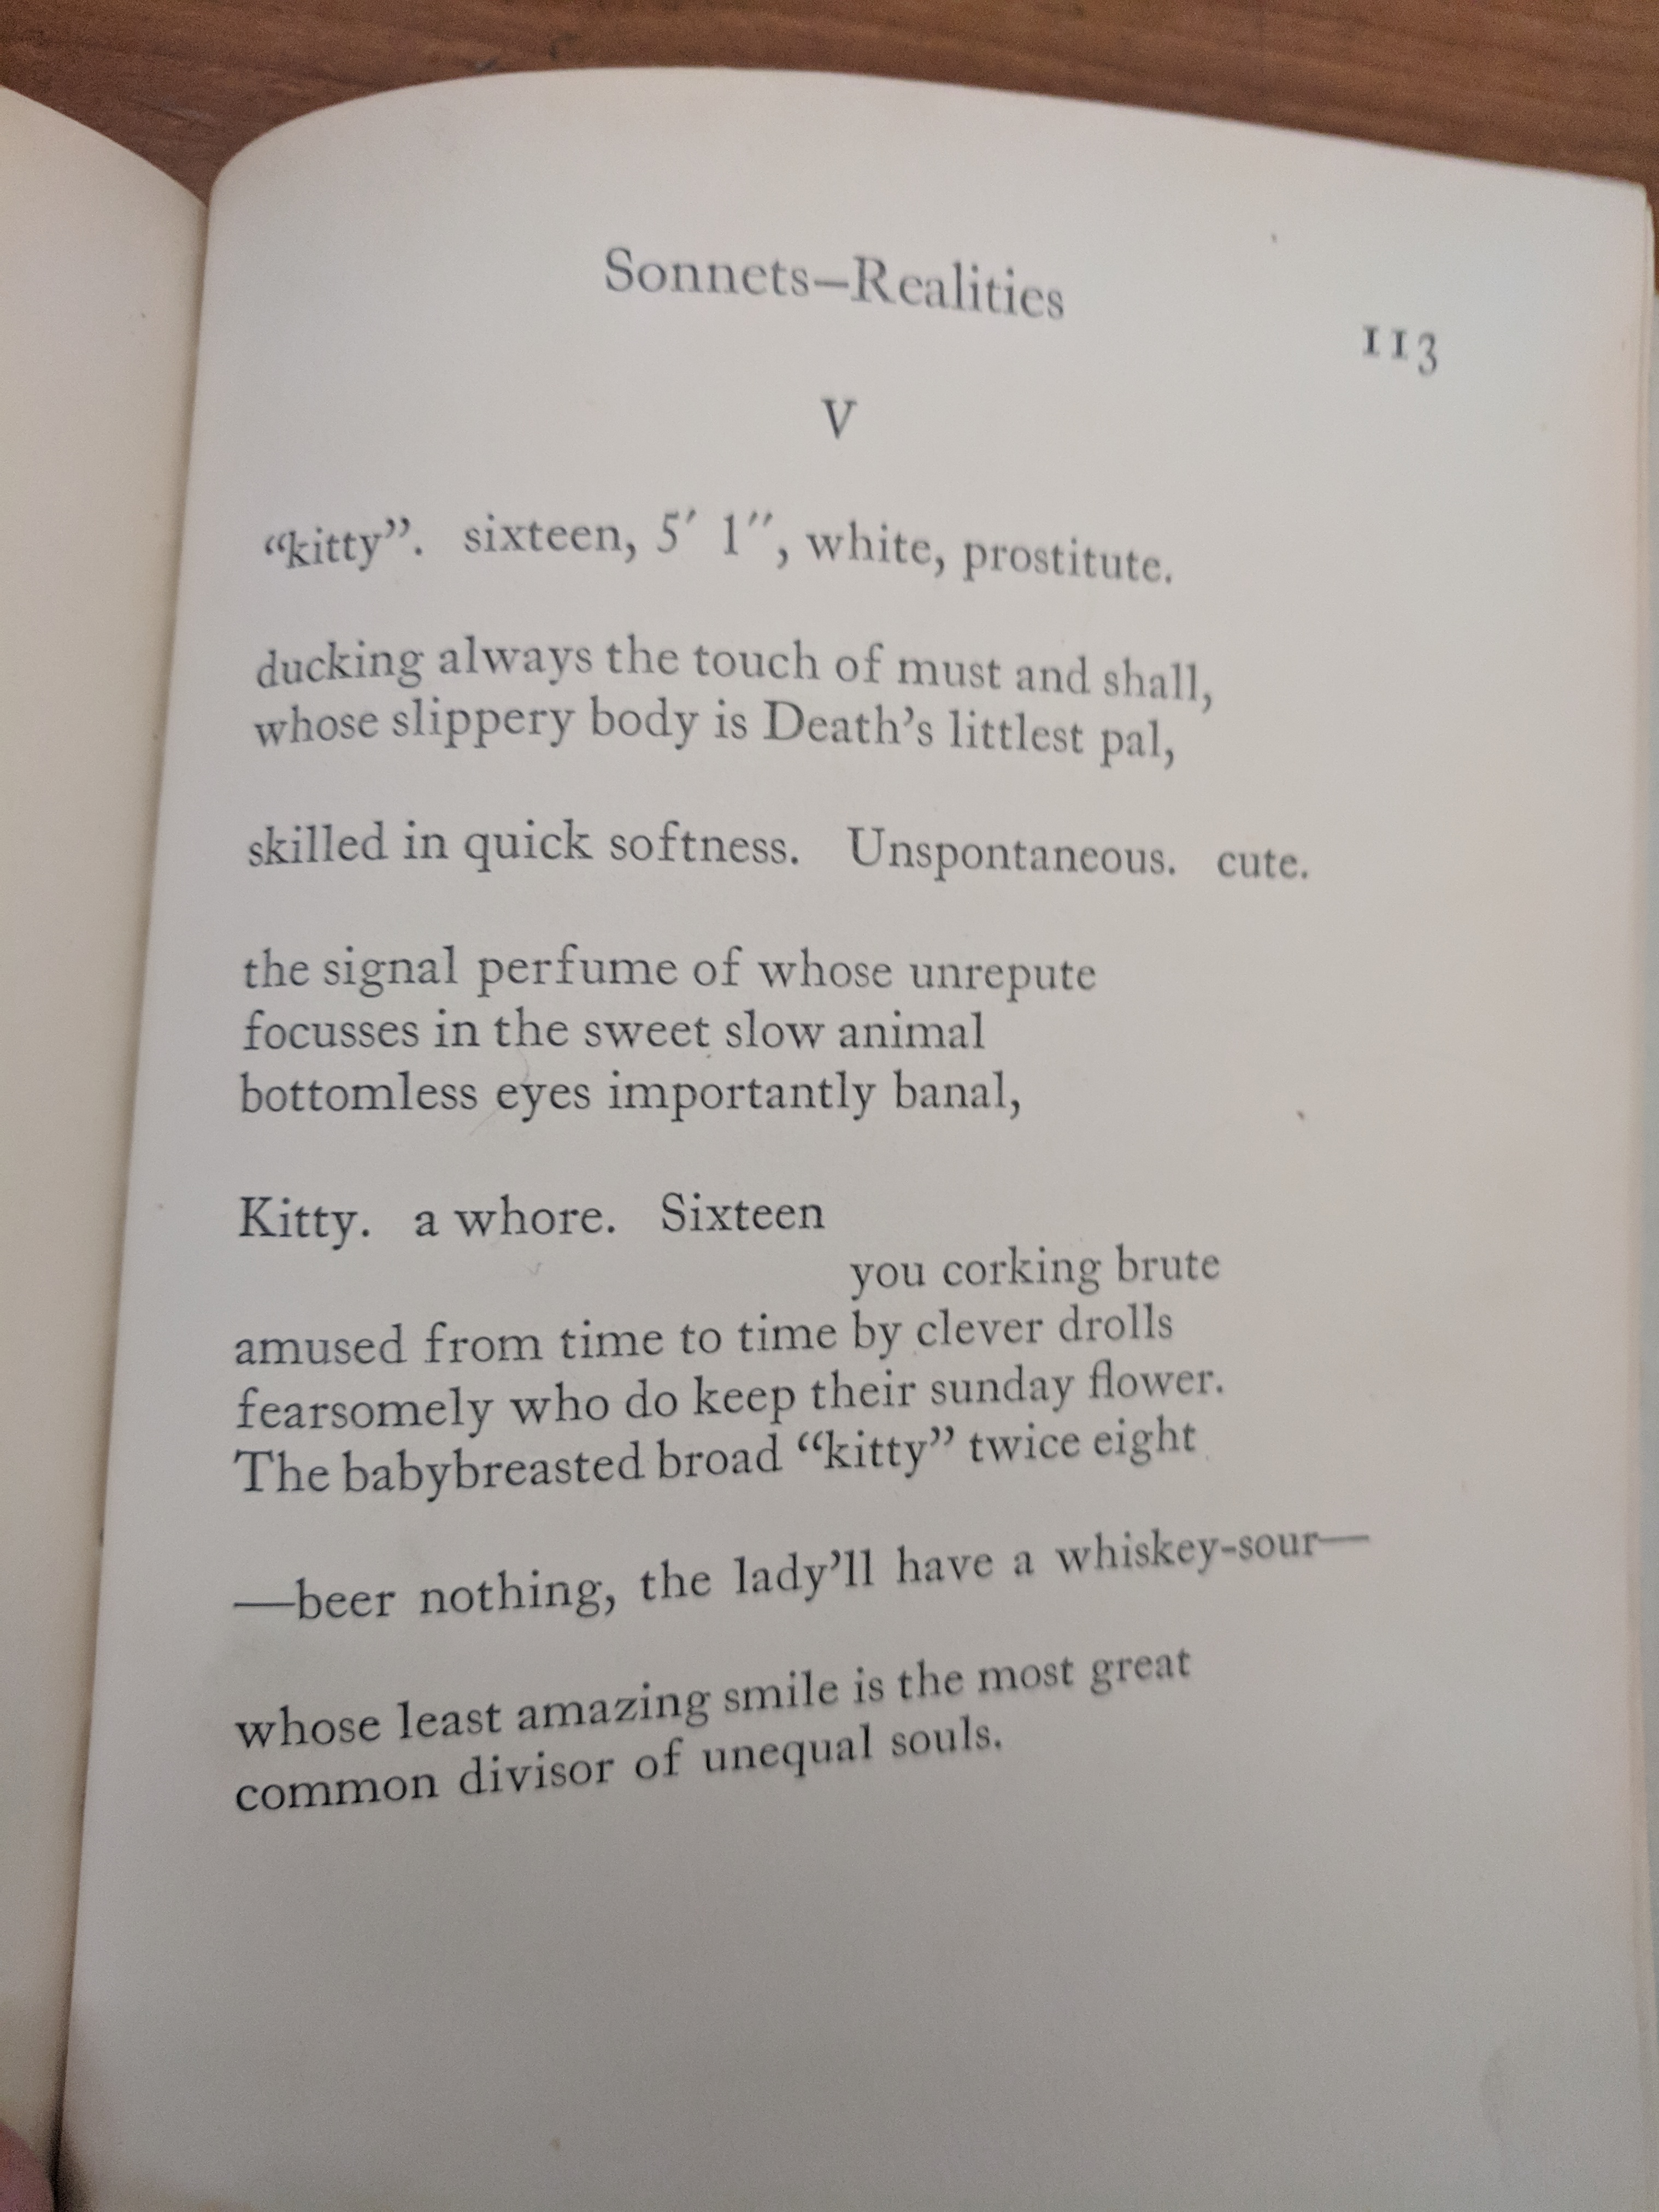 Sonnets—Realities
113
V
“kitty”. sixteen, 5′ 1″, white, prostitute.
ducking always the touch of must and shall,
whose slippery body is Death’s littlest pal,
skilled in quick softness. Unspontaneous. cute.
the signal perfume of whose unrepute
focusses in the sweet slow animal
bottomless eyes importantly banal,
Kitty. a whore. Sixteen
you corking brute
amused from time to time by clever drolls
fearsomely who do keep their sunday flower.
The babybreasted broad “kitty” twice eight
—beer nothing, the lady’ll have a whiskey-sour—
whose least amazing smile is the most great
common divisor of unequal souls.